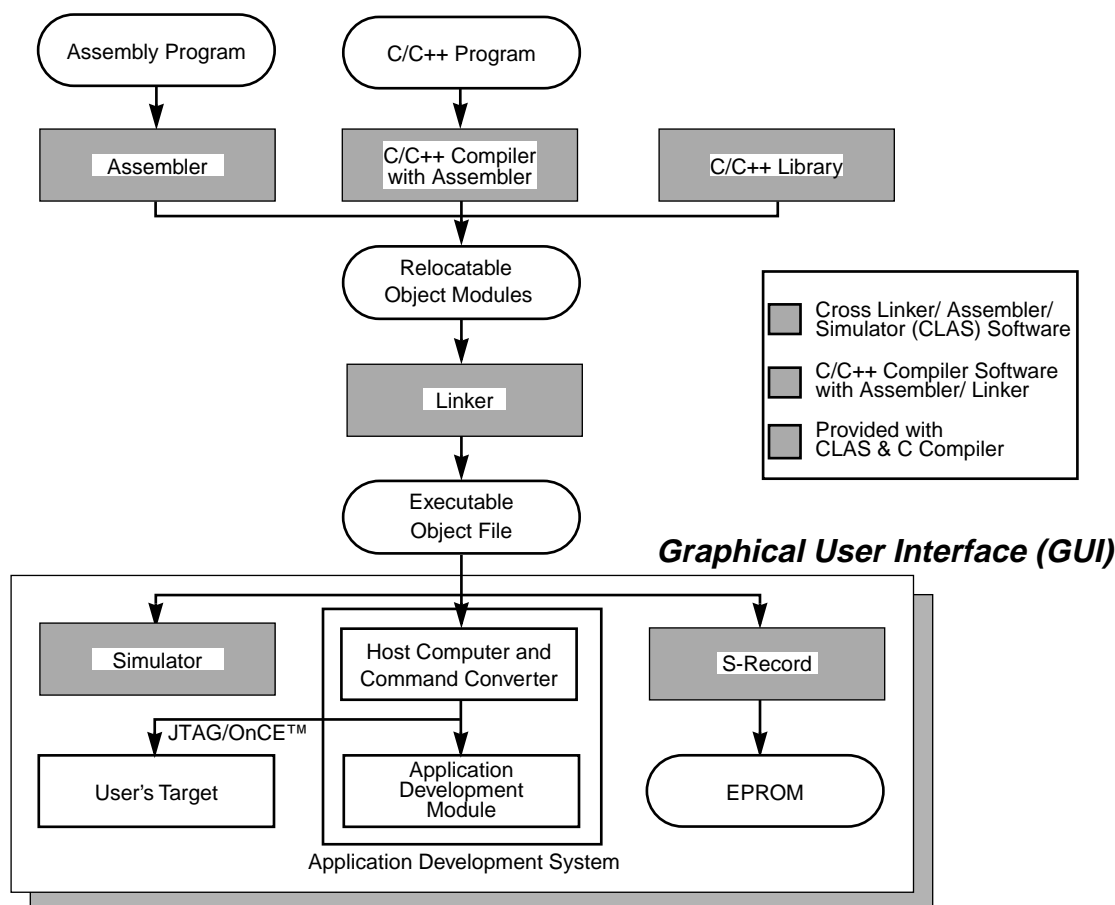 Assembly Program
C/C++ Program
Assembler
C/C++ Compiler
with Assembler
C/C++ Library
Relocatable
Object Modules
Cross Linker/ Assembler/
Simulator (CLAS) Software
C/C++ Compiler Software
with Assembler/ Linker
Provided with
CLAS & C Compiler
Linker
Executable
Object File
Graphical User Interface (GUI)
Simulator
Host Computer and
Command Converter
S-Record
JTAG/OnCE™
User’s Target
Application
Development
Module
EPROM
Application Development System